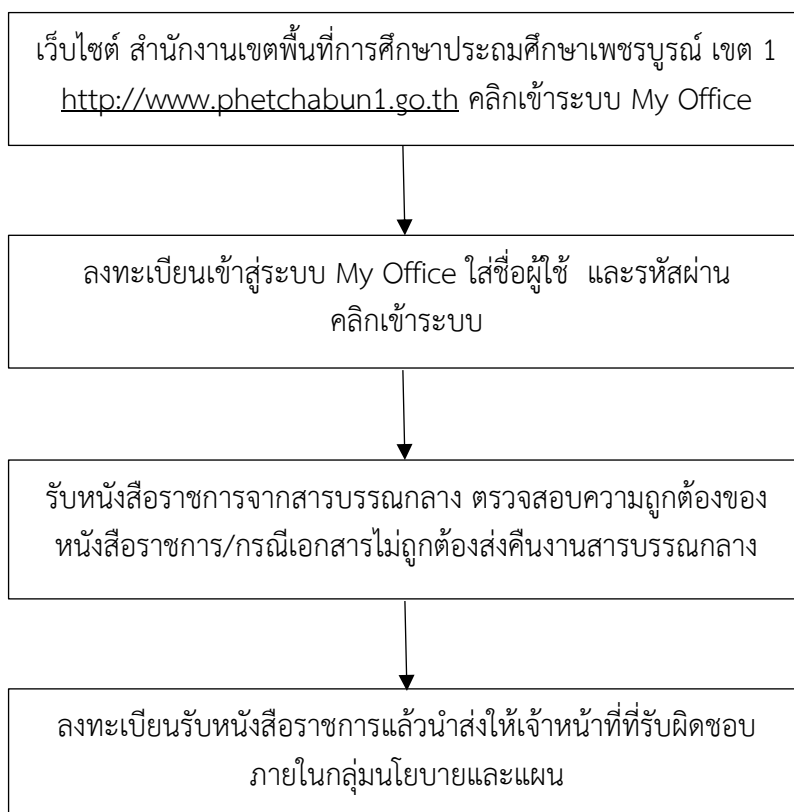 เว็บไซต์ สำนักงานเขตพื้นที่การศึกษาประถมศึกษาเพชรบูรณ์ เขต 1
http://www.phetchabun1.go.th คลิกเข้าระบบ My Office
ลงทะเบียนเข้าสู่ระบบ My Office ใส่ชื่อผู้ใช้ และรหัสผ่าน
คลิกเข้าระบบ
รับหนังสือราชการจากสารบรรณกลาง ตรวจสอบความถูกต้องของ
หนังสือราชการ/กรณีเอกสารไม่ถูกต้องส่งคืนงานสารบรรณกลาง
ลงทะเบียนรับหนังสือราชการแล้วนำส่งให้เจ้าหน้าที่ที่รับผิดชอบ
ภายในกลุ่มนโยบายและแผน